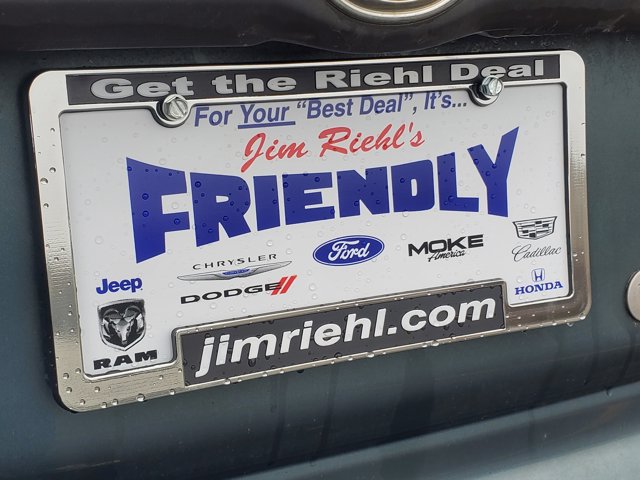 Get the Riehl Deal
For Your "Best Deal", It's...
Jim Riehl's
FRIENDLY
CHRYSLER
Ford
MOKE
America
Cadillac
Jeep
DODGE
HONDA
RAM
jimriehl.com